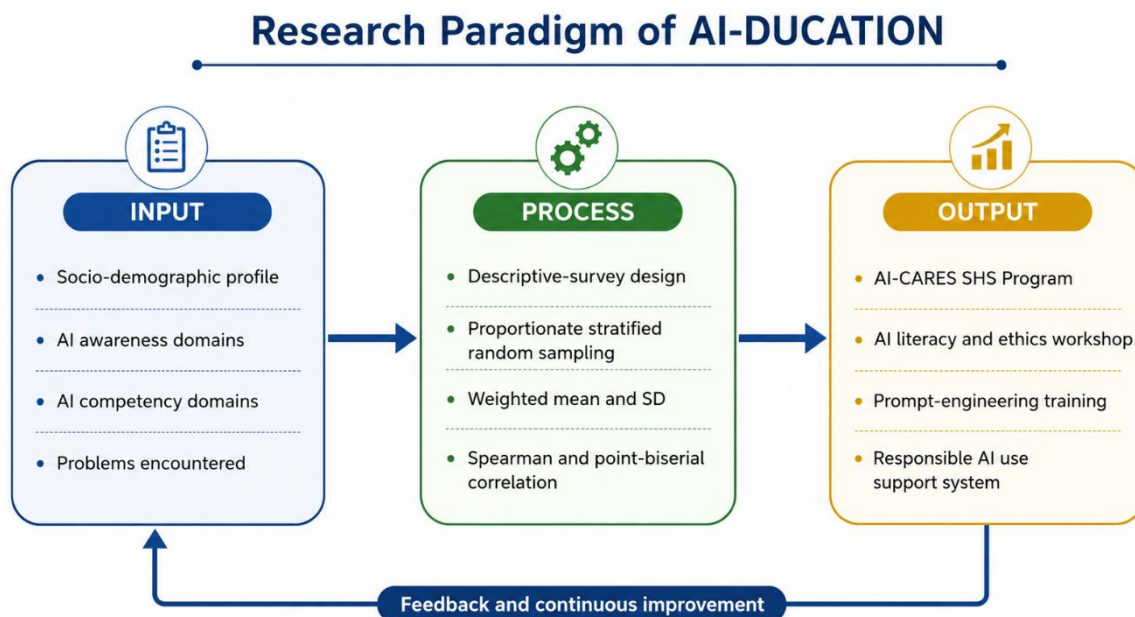 Research Paradigm of AI-DUCATION
INPUT
Socio-demographic profile
AI awareness domains
AI competency domains
Problems encountered
PROCESS
Descriptive-survey design
Proportionate stratified
random sampling
Weighted mean and SD
Spearman and point-biserial
correlation
OUTPUT
AI-CARES SHS Program
AI literacy and ethics workshop
Prompt-engineering training
Responsible AI use
support system
Feedback and continuous improvement